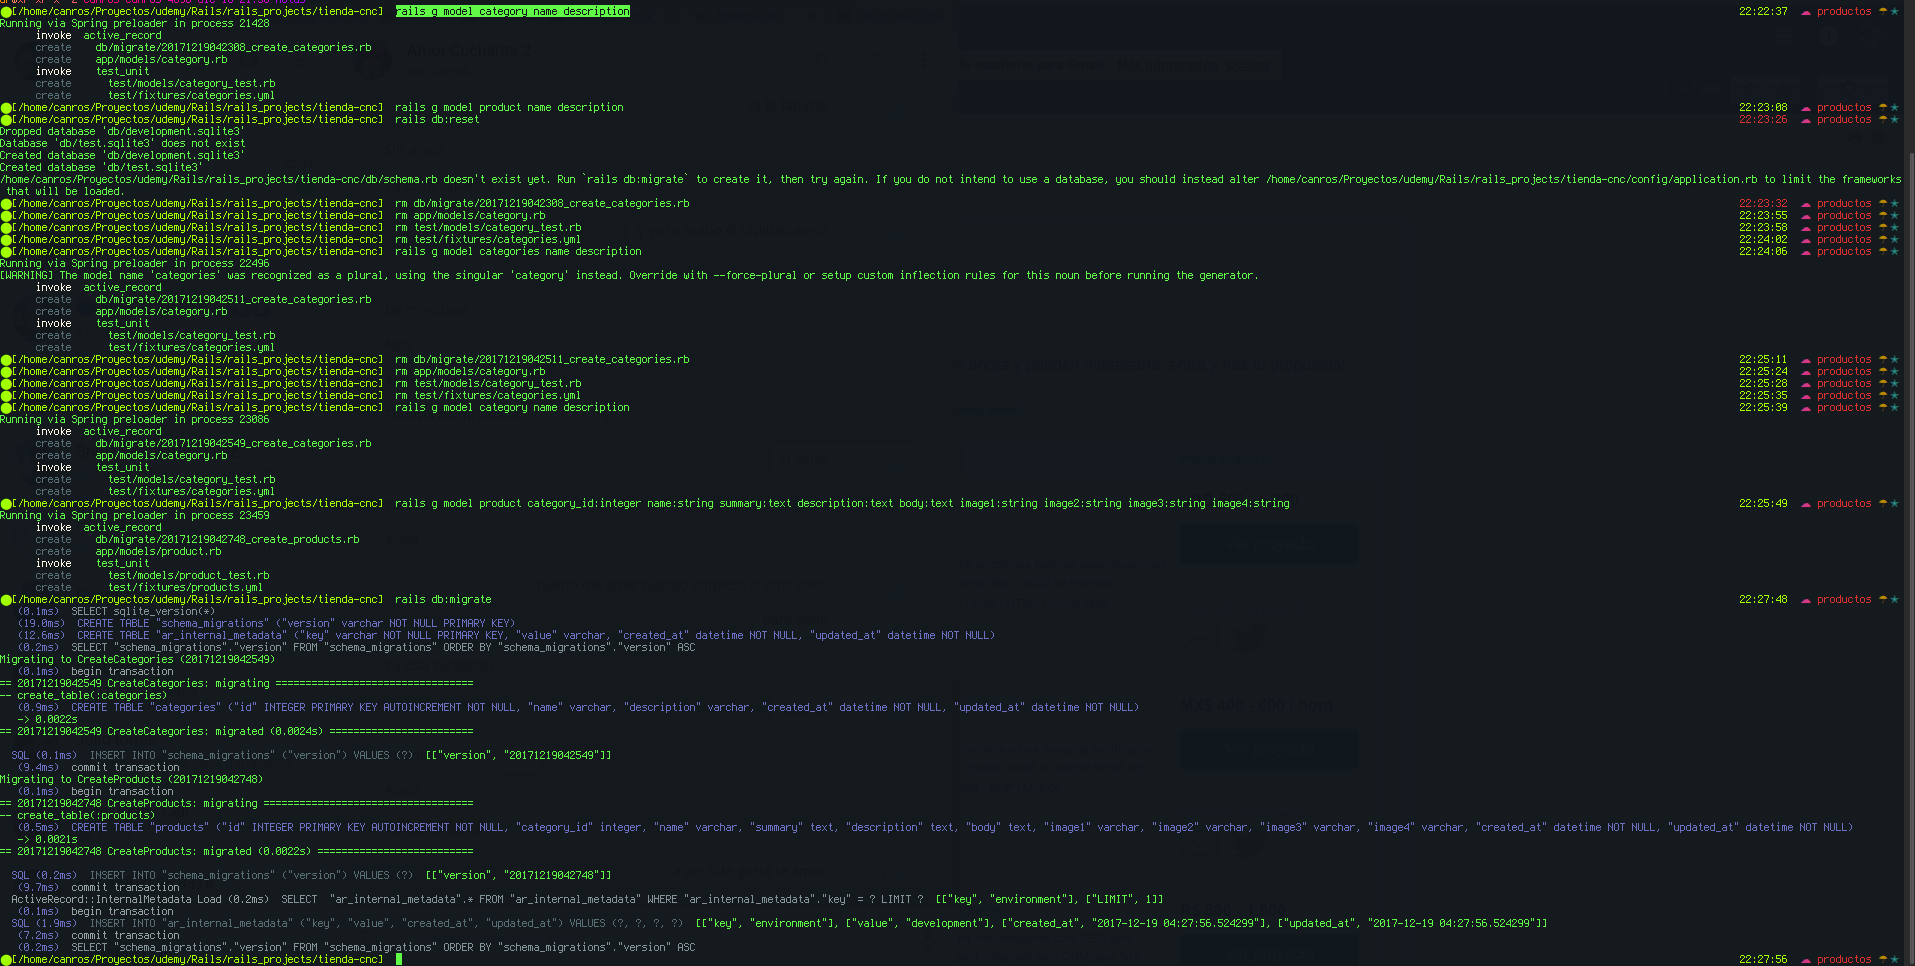 [/home/canros/Proyectos/udemy/Rails/rails_projects/tienda-cnc] rails g model category name description 22:22:37 productos
Running via Spring preloader in process 21428
invoke active_record
create db/migrate/20171219042308_create_categories.rb
create app/models/category.rb
invoke test_unit
create test/models/category_test.rb
create test/fixtures/categories.yml
[/home/canros/Proyectos/udemy/Rails/rails_projects/tienda-cnc] rails g model product name description 22:23:08 productos
[/home/canros/Proyectos/udemy/Rails/rails_projects/tienda-cnc] rails db:reset 22:23:26 productos
Dropped database 'db/development.sqlite3'
Database 'db/test.sqlite3' does not exist
Created database 'db/development.sqlite3'
Created database 'db/test.sqlite3'
/home/canros/Proyectos/udemy/Rails/rails_projects/tienda-cnc/db/schema.rb doesn't exist yet. Run `rails db:migrate` to create it, then try again. If you do not intend to use a database, you should instead alter /home/canros/Proyectos/udemy/Rails/rails_projects/tienda-cnc/config/application.rb to limit the frameworks
that will be loaded.
[/home/canros/Proyectos/udemy/Rails/rails_projects/tienda-cnc] rm db/migrate/20171219042308_create_categories.rb 22:23:32 productos
[/home/canros/Proyectos/udemy/Rails/rails_projects/tienda-cnc] rm app/models/category.rb 22:23:55 productos
[/home/canros/Proyectos/udemy/Rails/rails_projects/tienda-cnc] rm test/models/category_test.rb 22:23:58 productos
[/home/canros/Proyectos/udemy/Rails/rails_projects/tienda-cnc] rm test/fixtures/categories.yml 22:24:02 productos
[/home/canros/Proyectos/udemy/Rails/rails_projects/tienda-cnc] rails g model categories name description 22:24:06 productos
Running via Spring preloader in process 22496
[WARNING] The model name 'categories' was recognized as a plural, using the singular 'category' instead. Override with --force-plural or setup custom inflection rules for this noun before running the generator.
invoke active_record
create db/migrate/20171219042511_create_categories.rb
create app/models/category.rb
invoke test_unit
create test/models/category_test.rb
create test/fixtures/categories.yml
[/home/canros/Proyectos/udemy/Rails/rails_projects/tienda-cnc] rm db/migrate/20171219042511_create_categories.rb 22:25:11 productos
[/home/canros/Proyectos/udemy/Rails/rails_projects/tienda-cnc] rm app/models/category.rb 22:25:24 productos
[/home/canros/Proyectos/udemy/Rails/rails_projects/tienda-cnc] rm test/models/category_test.rb 22:25:28 productos
[/home/canros/Proyectos/udemy/Rails/rails_projects/tienda-cnc] rm test/fixtures/categories.yml 22:25:35 productos
[/home/canros/Proyectos/udemy/Rails/rails_projects/tienda-cnc] rails g model category name description 22:25:39 productos
Running via Spring preloader in process 23086
invoke active_record
create db/migrate/20171219042549_create_categories.rb
create app/models/category.rb
invoke test_unit
create test/models/category_test.rb
create test/fixtures/categories.yml
[/home/canros/Proyectos/udemy/Rails/rails_projects/tienda-cnc] rails g model product category_id:integer name:string summary:text description:text body:text image1:string image2:string image3:string image4:string 22:25:49 productos
Running via Spring preloader in process 23459
invoke active_record
create db/migrate/20171219042748_create_products.rb
create app/models/product.rb
invoke test_unit
create test/models/product_test.rb
create test/fixtures/products.yml
[/home/canros/Proyectos/udemy/Rails/rails_projects/tienda-cnc] rails db:migrate 22:27:48 productos
(0.1ms) SELECT sqlite_version(*)
(19.0ms) CREATE TABLE "schema_migrations" ("version" varchar NOT NULL PRIMARY KEY)
(12.6ms) CREATE TABLE "ar_internal_metadata" ("key" varchar NOT NULL PRIMARY KEY, "value" varchar, "created_at" datetime NOT NULL, "updated_at" datetime NOT NULL)
(0.2ms) SELECT "schema_migrations"."version" FROM "schema_migrations" ORDER BY "schema_migrations"."version" ASC
Migrating to CreateCategories (20171219042549)
(0.1ms) begin transaction
== 20171219042549 CreateCategories: migrating =================================
-- create_table(:categories)
(0.9ms) CREATE TABLE "categories" ("id" INTEGER PRIMARY KEY AUTOINCREMENT NOT NULL, "name" varchar, "description" varchar, "created_at" datetime NOT NULL, "updated_at" datetime NOT NULL)
-> 0.0022s
== 20171219042549 CreateCategories: migrated (0.0024s) ========================
SQL (0.1ms) INSERT INTO "schema_migrations" ("version") VALUES (?) [["version", "20171219042549"]]
(9.4ms) commit transaction
Migrating to CreateProducts (20171219042748)
(0.1ms) begin transaction
== 20171219042748 CreateProducts: migrating ===================================
-- create_table(:products)
(0.5ms) CREATE TABLE "products" ("id" INTEGER PRIMARY KEY AUTOINCREMENT NOT NULL, "category_id" integer, "name" varchar, "summary" text, "description" text, "body" text, "image1" varchar, "image2" varchar, "image3" varchar, "image4" varchar, "created_at" datetime NOT NULL, "updated_at" datetime NOT NULL)
-> 0.0021s
== 20171219042748 CreateProducts: migrated (0.0022s) ==========================
SQL (0.2ms) INSERT INTO "schema_migrations" ("version") VALUES (?) [["version", "20171219042748"]]
(9.7ms) commit transaction
ActiveRecord::InternalMetadata Load (0.2ms) SELECT "ar_internal_metadata".* FROM "ar_internal_metadata" WHERE "ar_internal_metadata"."key" = ? LIMIT ? [["key", "environment"], ["LIMIT", 1]]
(0.1ms) begin transaction
SQL (1.9ms) INSERT INTO "ar_internal_metadata" ("key", "value", "created_at", "updated_at") VALUES (?, ?, ?, ?) [["key", "environment"], ["value", "development"], ["created_at", "2017-12-19 04:27:56.524299"], ["updated_at", "2017-12-19 04:27:56.524299"]]
(7.2ms) commit transaction
(0.2ms) SELECT "schema_migrations"."version" FROM "schema_migrations" ORDER BY "schema_migrations"."version" ASC
[/home/canros/Proyectos/udemy/Rails/rails_projects/tienda-cnc] 22:27:56 productos